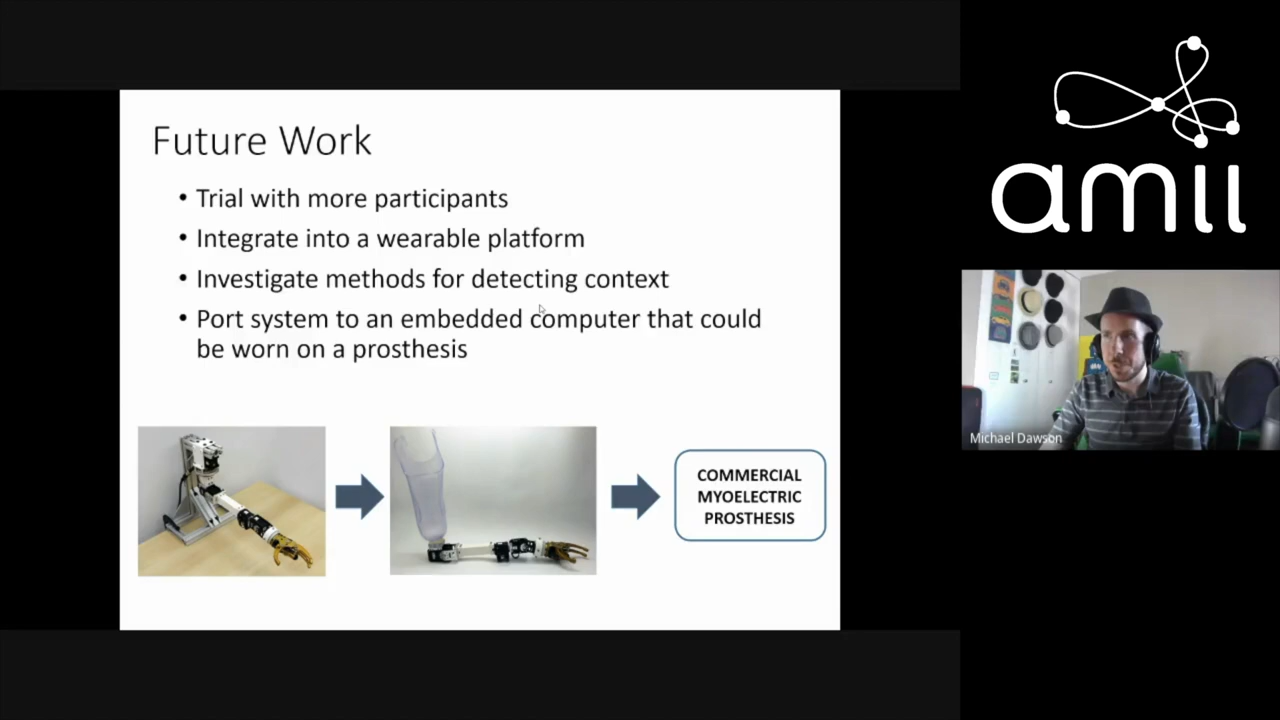 Future Work
• Trial with more participants
• Integrate into a wearable platform
• Investigate methods for detecting context
• Port system to an embedded computer that could
be worn on a prosthesis
COMMERCIAL
MYOELECTRIC
PROSTHESIS
amii
Michael Dawson